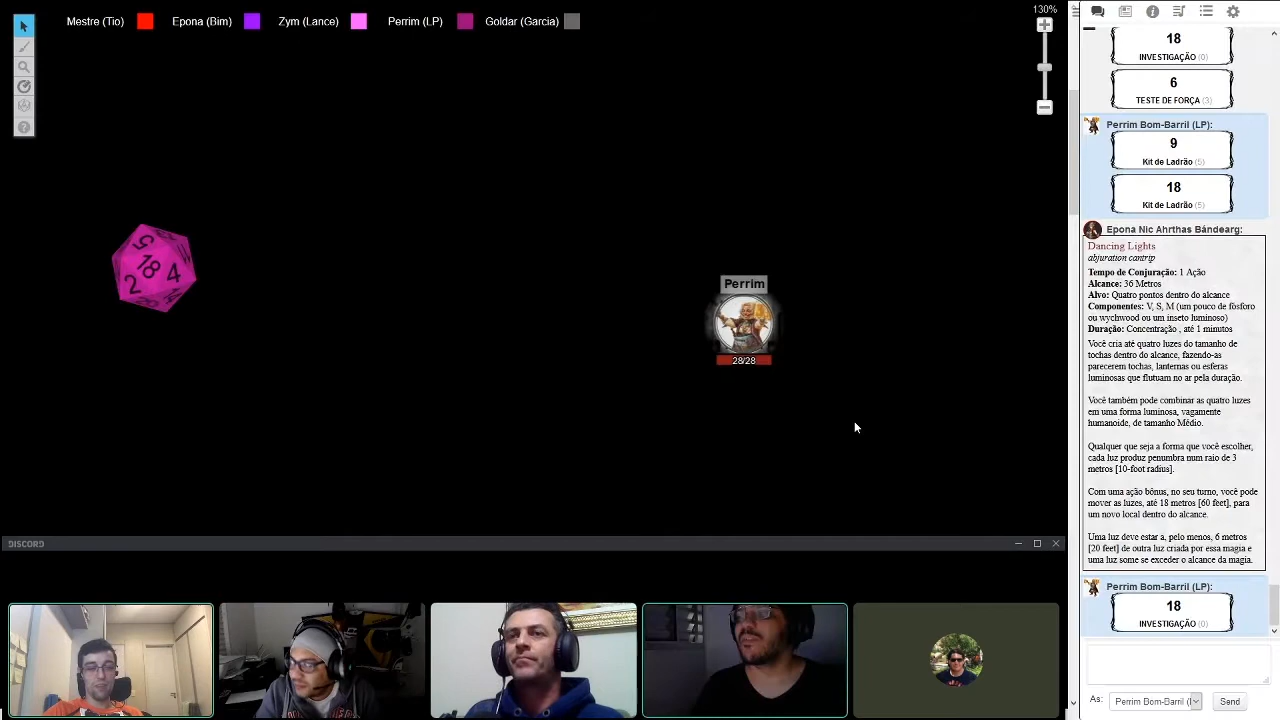 Mestre (Tio)
Epona (Bim)
Zym (Lance)
Perrim (LP)
130%
5
18
2
4
Perrim
28/28
18
INVESTIGAÇÃO (0)
6
TESTE DE FORÇA (3)
Perrim Bom-Barril (LP):
9
Kit de Ladrão (5)
18
Kit de Ladrão (5)
Epona Nic Ahrthas Bándearg:
Dancing Lights
abjuration cantrip
Tempo de Conjuração: 1 Ação
Alcance: 36 Metros
Alvo: Quatro pontos dentro do alcance
Componentes: V, S, M (um pouco de fósforo
ou wychwood ou um inseto luminoso)
Duração: Concentração , até 1 minutos
Você cria até quatro luzes do tamanho de
tochas dentro do alcance, fazendo-as
parecerem tochas, lanternas ou esferas
luminosas que flutuam no ar pela duração.
Você também pode combinar as quatro luzes
em uma forma luminosa, vagamente
humanoide, de tamanho Médio.
Qualquer que seja a forma que você escolher,
cada luz produz penumbra num raio de 3
metros [10-foot radius].
Com uma ação bônus, no seu turno, você pode
mover as luzes, até 18 metros [60 feet], para
um novo local dentro do alcance.
Uma luz deve estar a, pelo menos, 6 metros
[20 feet] de outra luz criada por essa magia e
uma luz some se exceder o alcance da magia.
Perrim Bom-Barril (LP):
18
INVESTIGAÇÃO (0)
As:
Perrim Bom-Barril (
Send
DISCORD